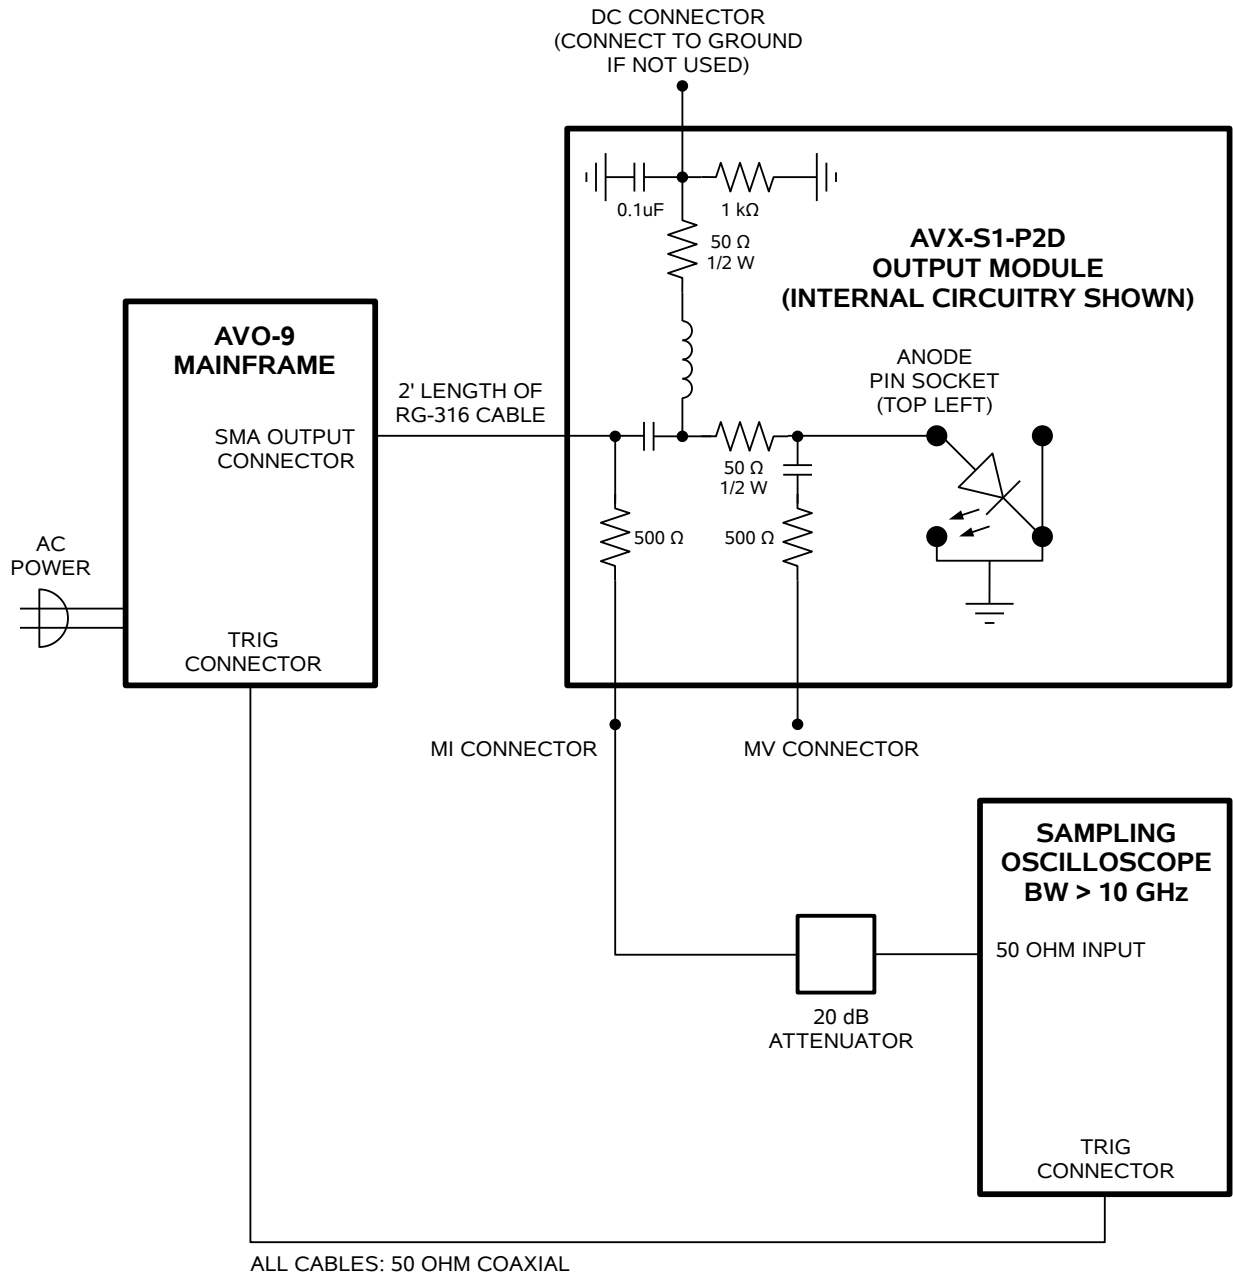 DC CONNECTOR
(CONNECT TO GROUND
IF NOT USED)
0.1uF
1 kΩ
50 Ω
1/2 W
AVX-S1-P2D
OUTPUT MODULE
(INTERNAL CIRCUITRY SHOWN)
AVO-9
MAINFRAME
2' LENGTH OF
RG-316 CABLE
ANODE
PIN SOCKET
(TOP LEFT)
SMA OUTPUT
CONNECTOR
50 Ω
1/2 W
500 Ω
500 Ω
AC
POWER
TRIG
CONNECTOR
MI CONNECTOR
MV CONNECTOR
SAMPLING
OSCILLOSCOPE
BW > 10 GHz
50 OHM INPUT
20 dB
ATTENUATOR
TRIG
CONNECTOR
ALL CABLES: 50 OHM COAXIAL